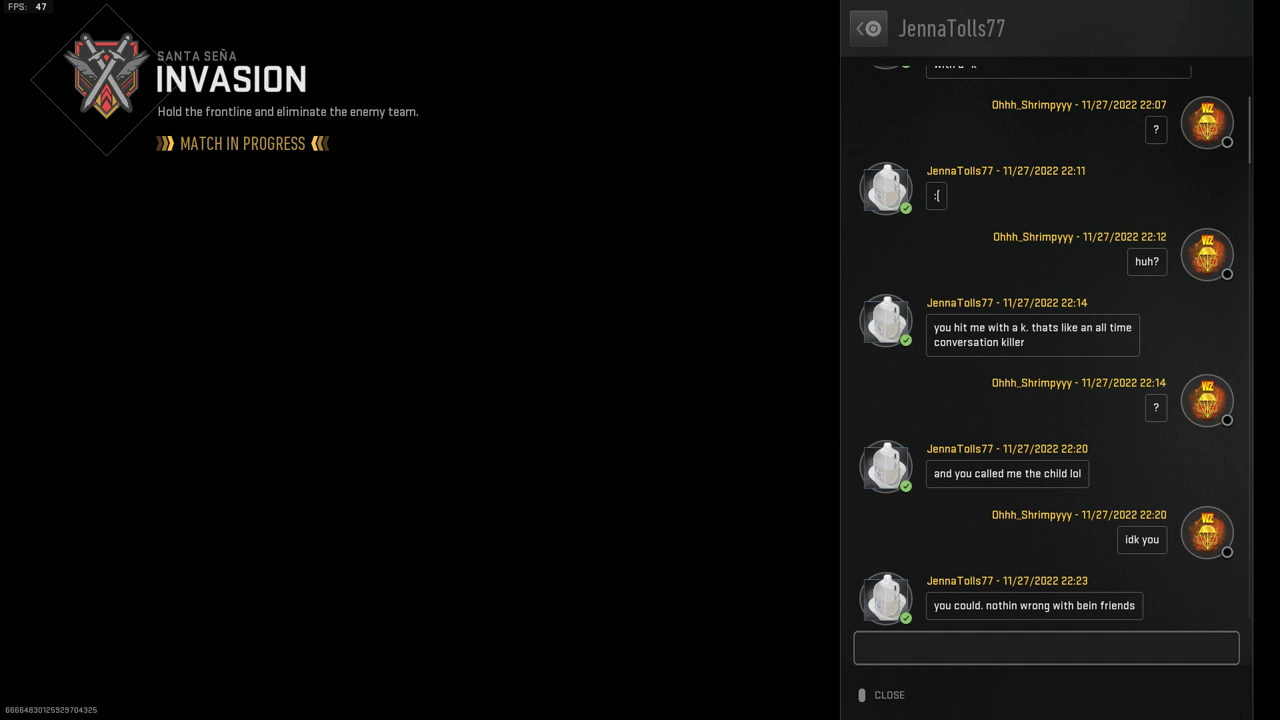 FPS: 47
SANTA SEÑA
INVASION
Hold the frontline and eliminate the enemy team.
MATCH IN PROGRESS
JennaTolls77
Ohhh_Shrimpyyy - 11/27/2022 22:07
?
JennaTolls77 - 11/27/2022 22:11
:(
Ohhh_Shrimpyyy - 11/27/2022 22:12
huh?
JennaTolls77 - 11/27/2022 22:14
you hit me with a k. thats like an all time
conversation killer
Ohhh_Shrimpyyy - 11/27/2022 22:14
?
JennaTolls77 - 11/27/2022 22:20
and you called me the child lol
Ohhh_Shrimpyyy - 11/27/2022 22:20
idk you
JennaTolls77 - 11/27/2022 22:23
you could. nothin wrong with bein friends
CLOSE
66664830125929704325